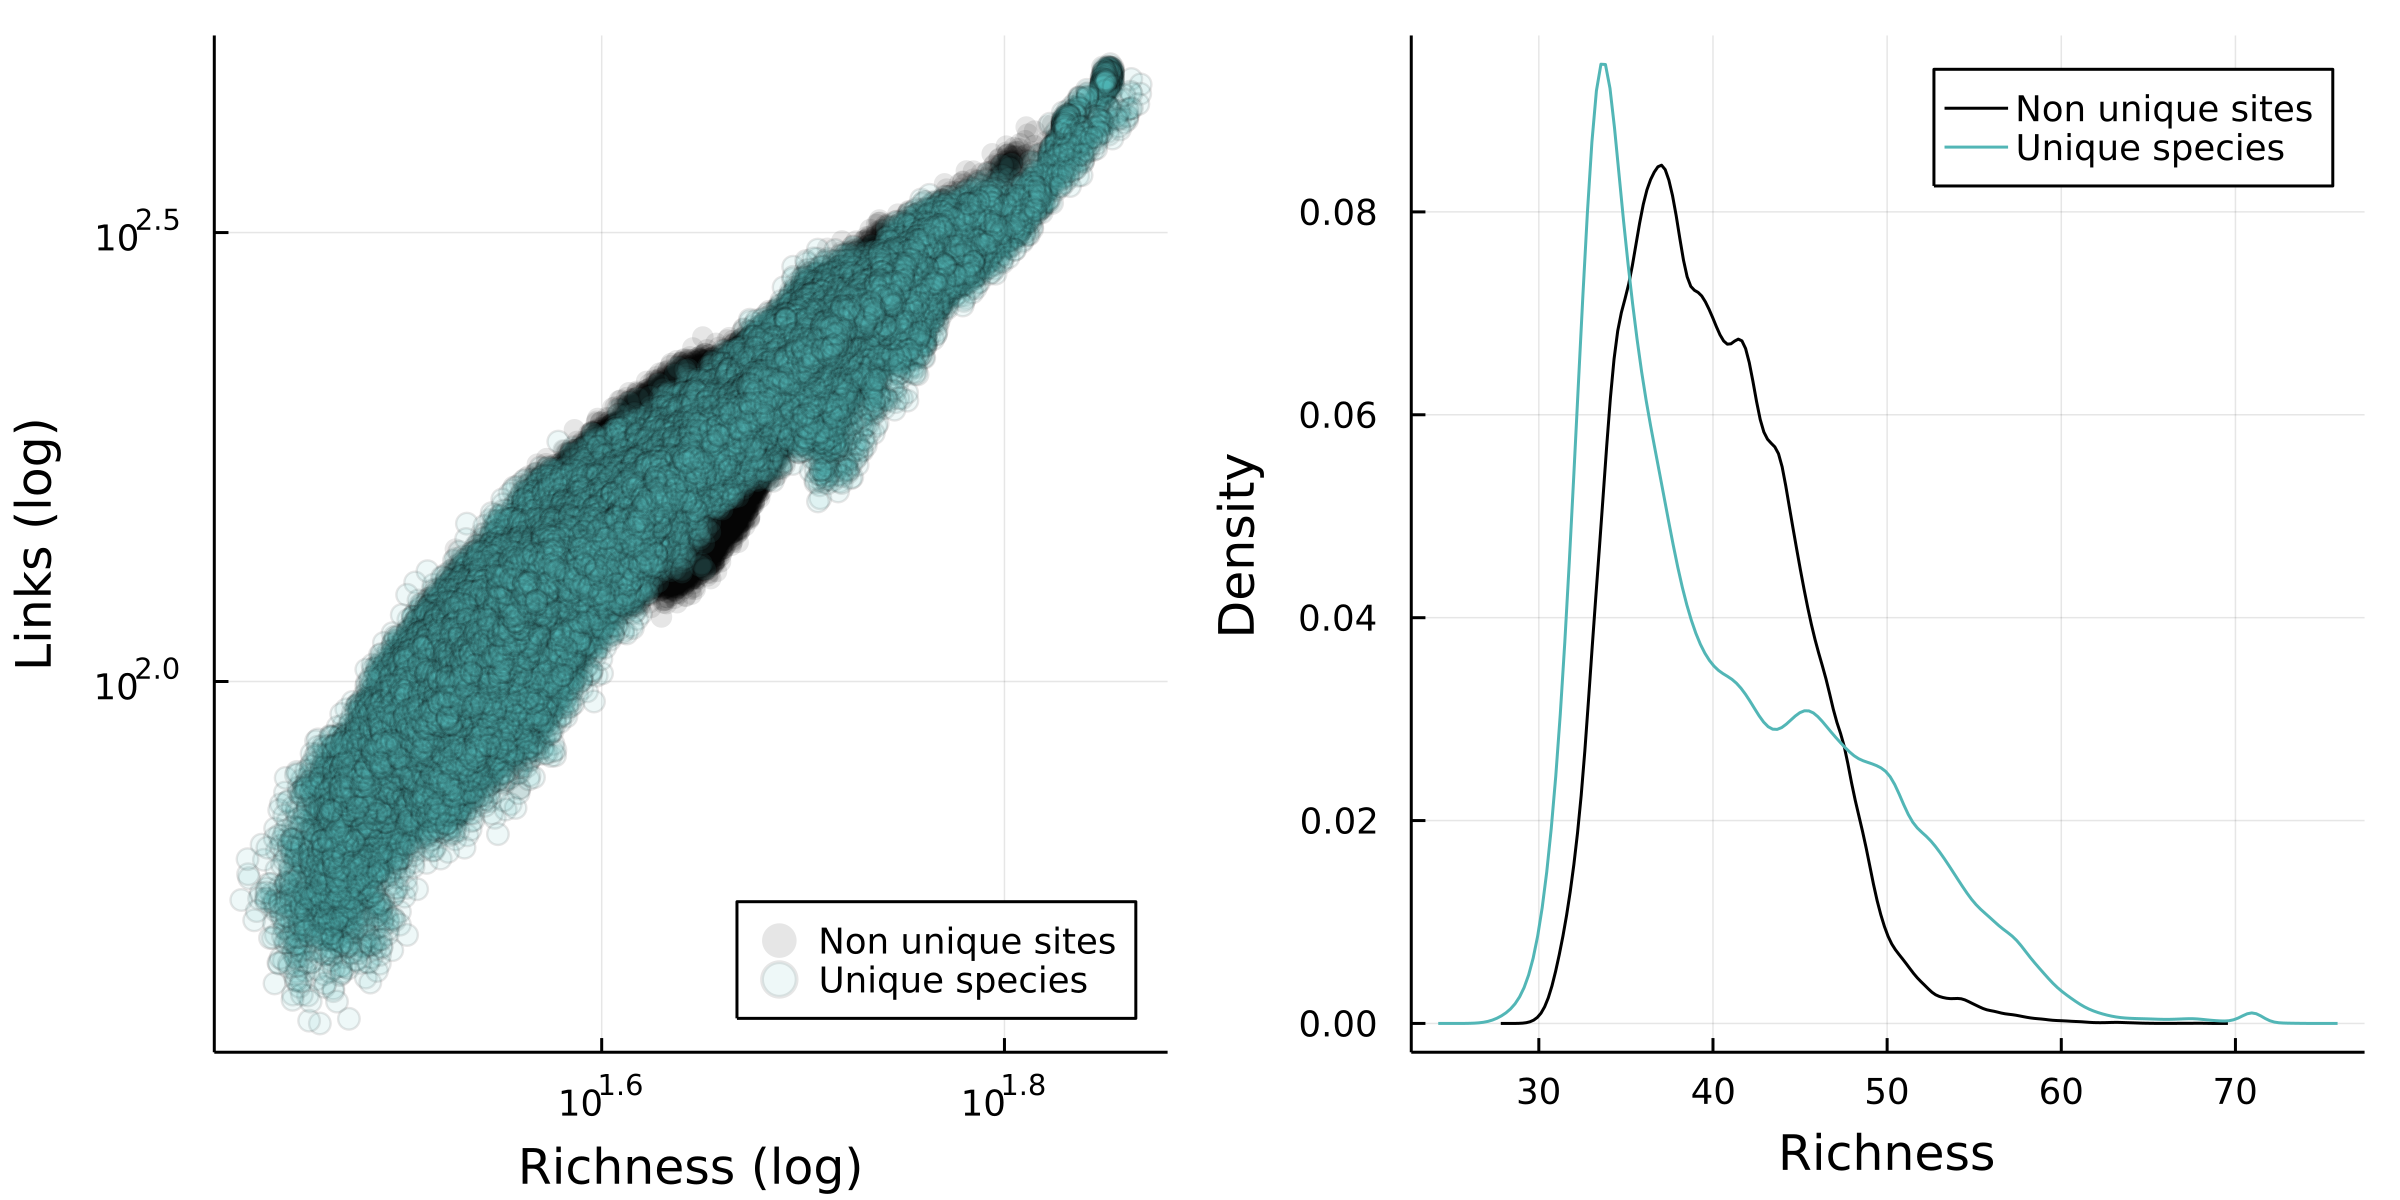 Links (log)
10^2.5
10^2.0
10^1.6
10^1.8
Richness (log)
Non unique sites
Unique species
Density
0.08
0.06
0.04
0.02
0.00
30
40
50
60
70
Richness
Non unique sites
Unique species